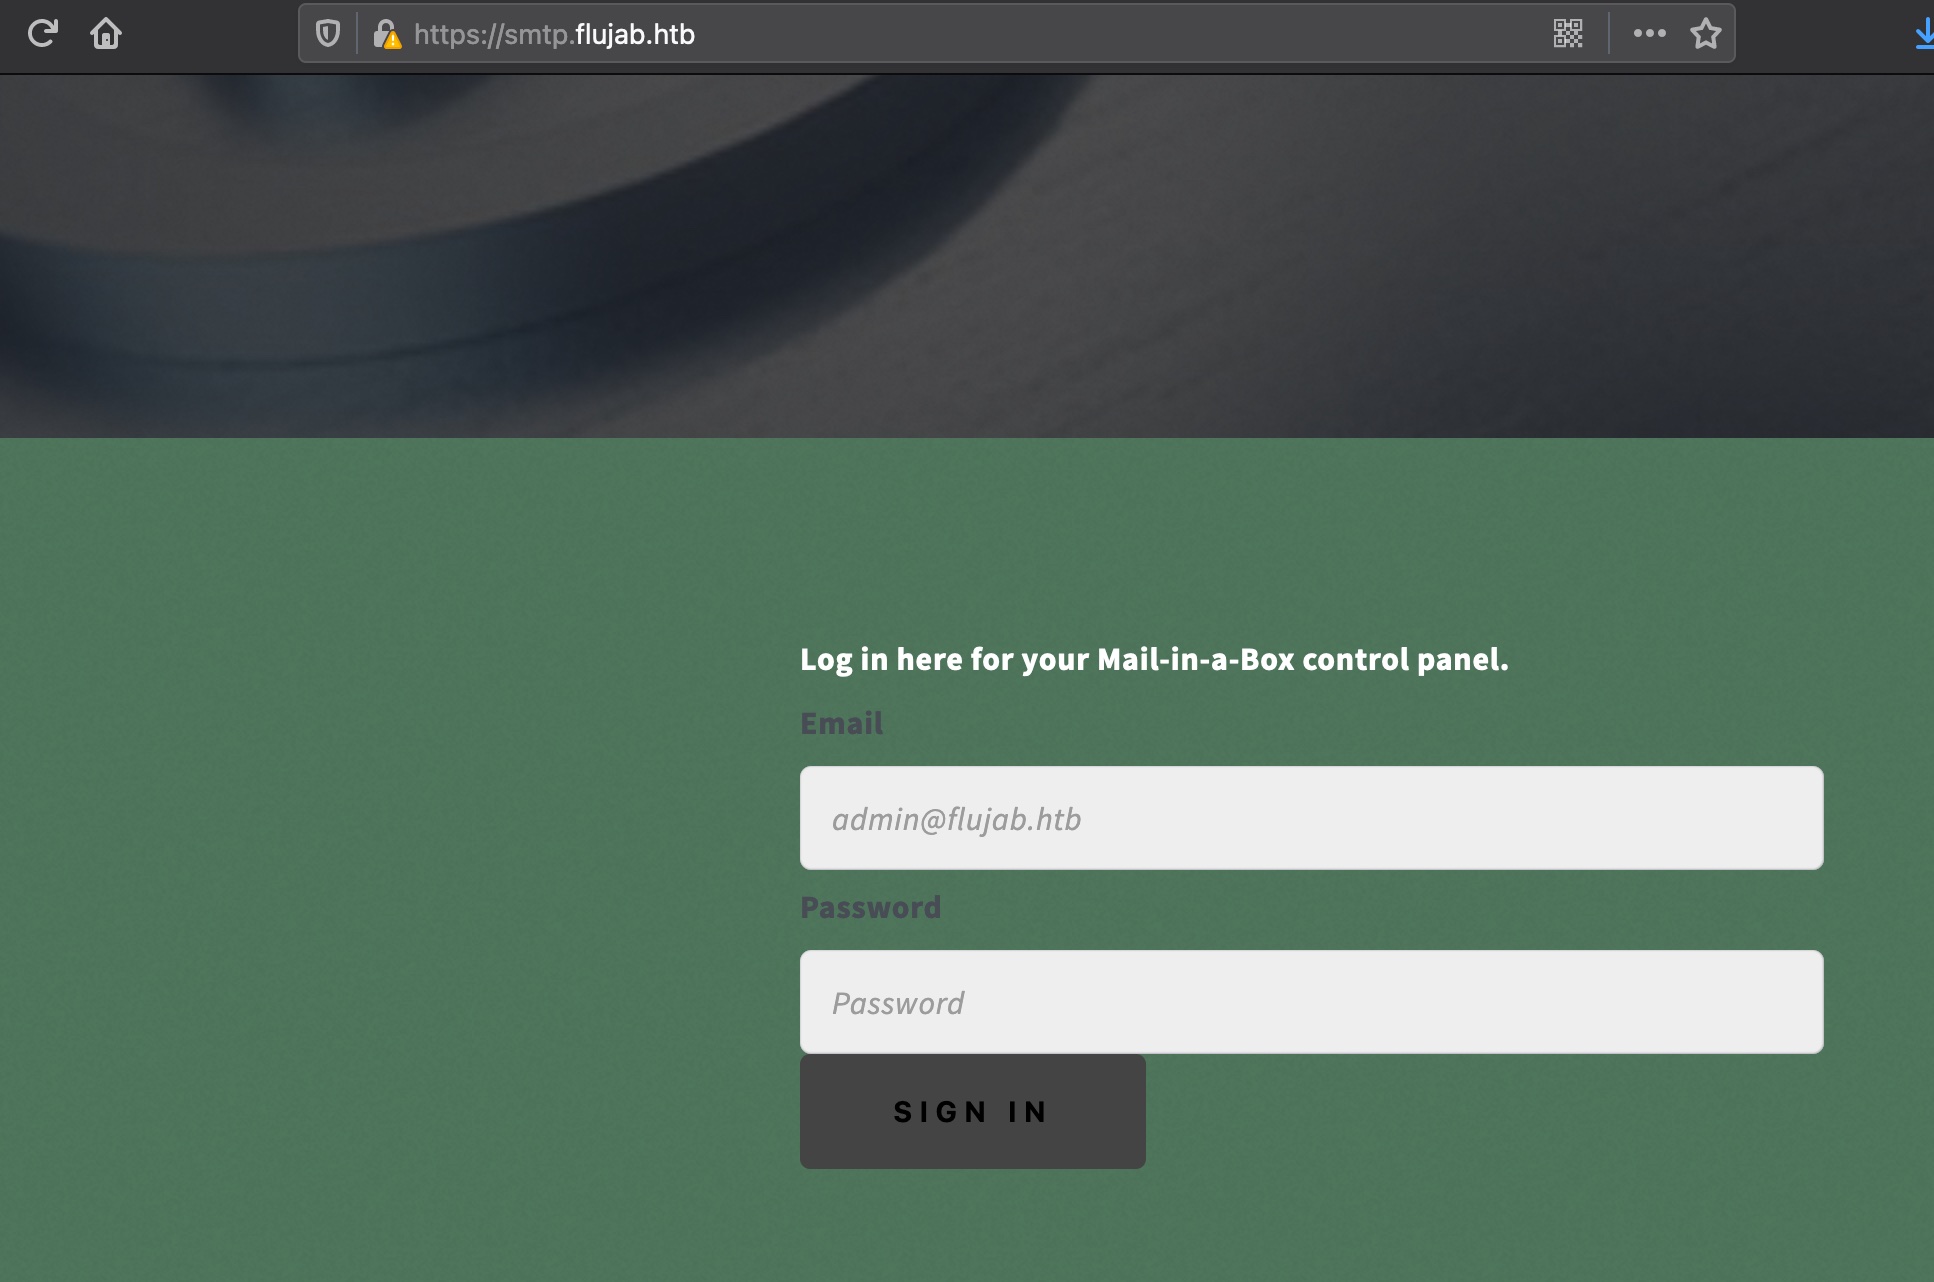 https://smtp.flujab.htb
Log in here for your Mail-in-a-Box control panel.
Email
admin@flujab.htb
Password
Password
SIGN IN